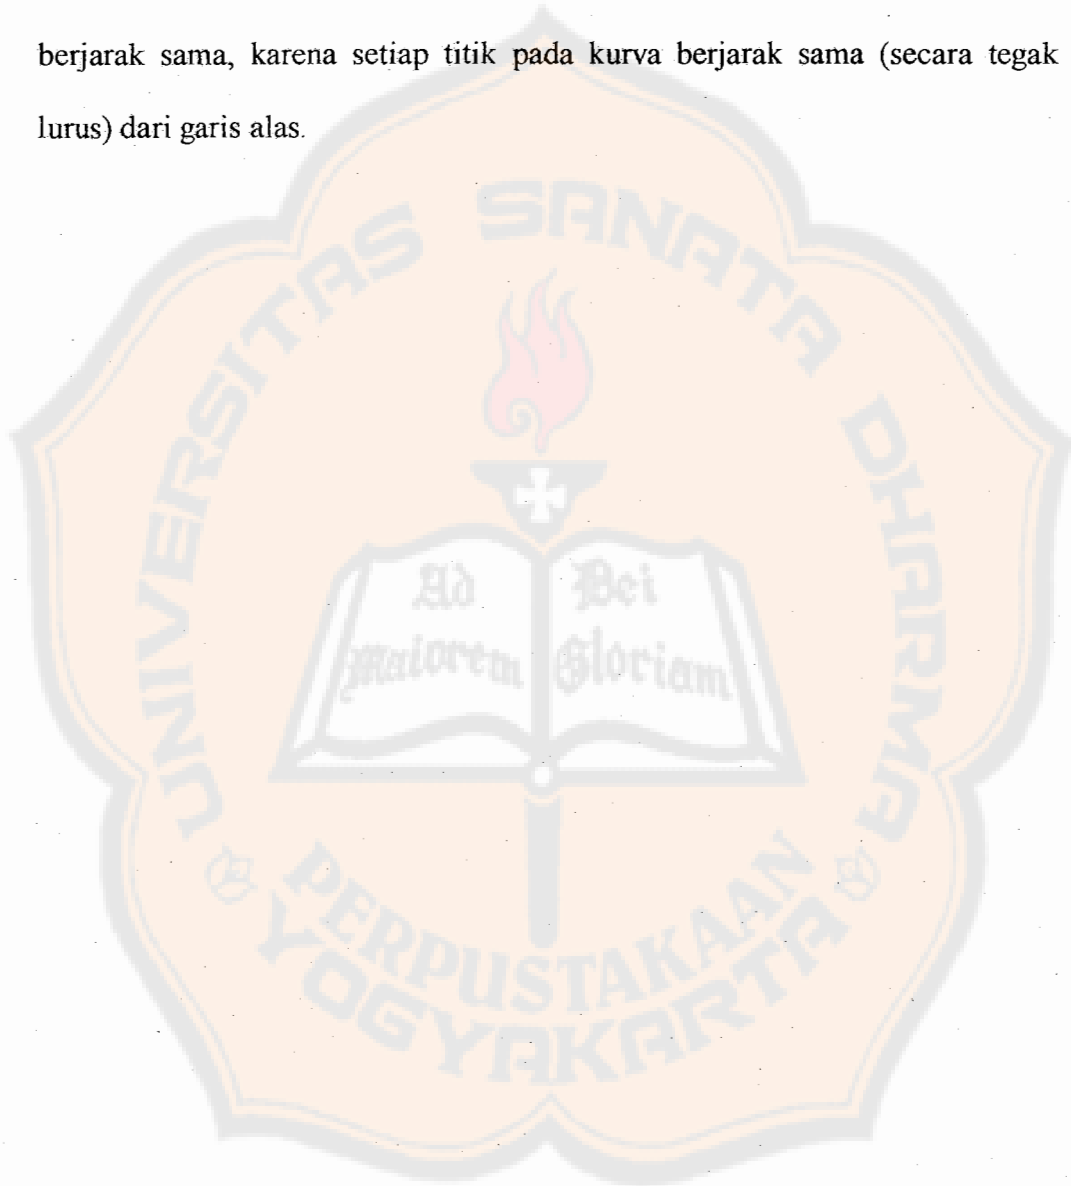 berjarak sama, karena setiap titik pada kurva berjarak sama (secara tegak
lurus) dari garis alas.
UNIVERSITAS SANATA DHARMA
Ad Dei
Maiorem Gloriam
PERPUSTAKAAN
YOGYAKARTA